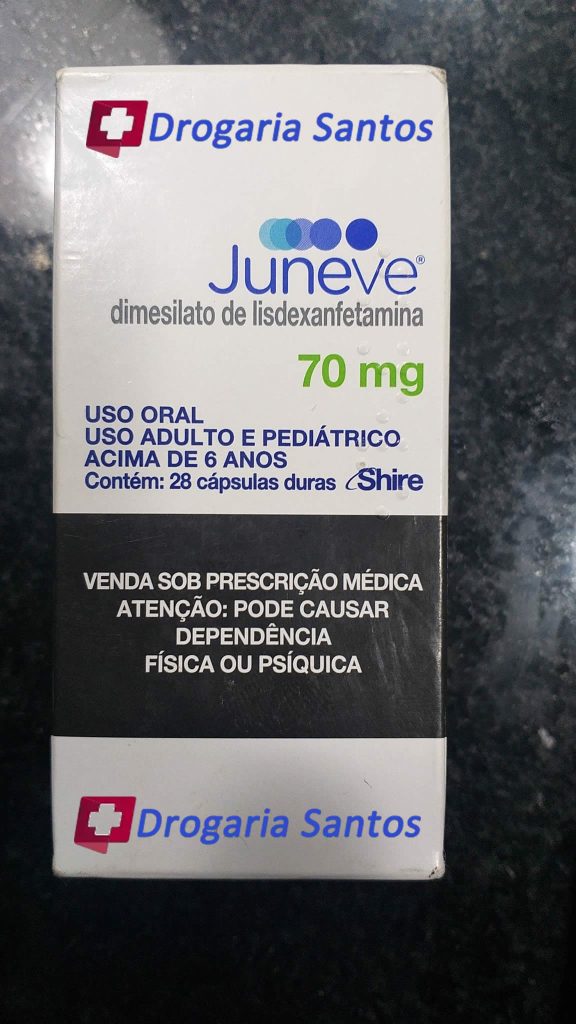 Drogaria Santos
Juneve®
dimesilato de lisdexanfetamina
70 mg
USO ORAL
USO ADULTO E PEDIÁTRICO
ACIMA DE 6 ANOS
Contém: 28 cápsulas duras Shire
VENDA SOB PRESCRIÇÃO MÉDICA
ATENÇÃO: PODE CAUSAR
DEPENDÊNCIA
FÍSICA OU PSÍQUICA
Drogaria Santos